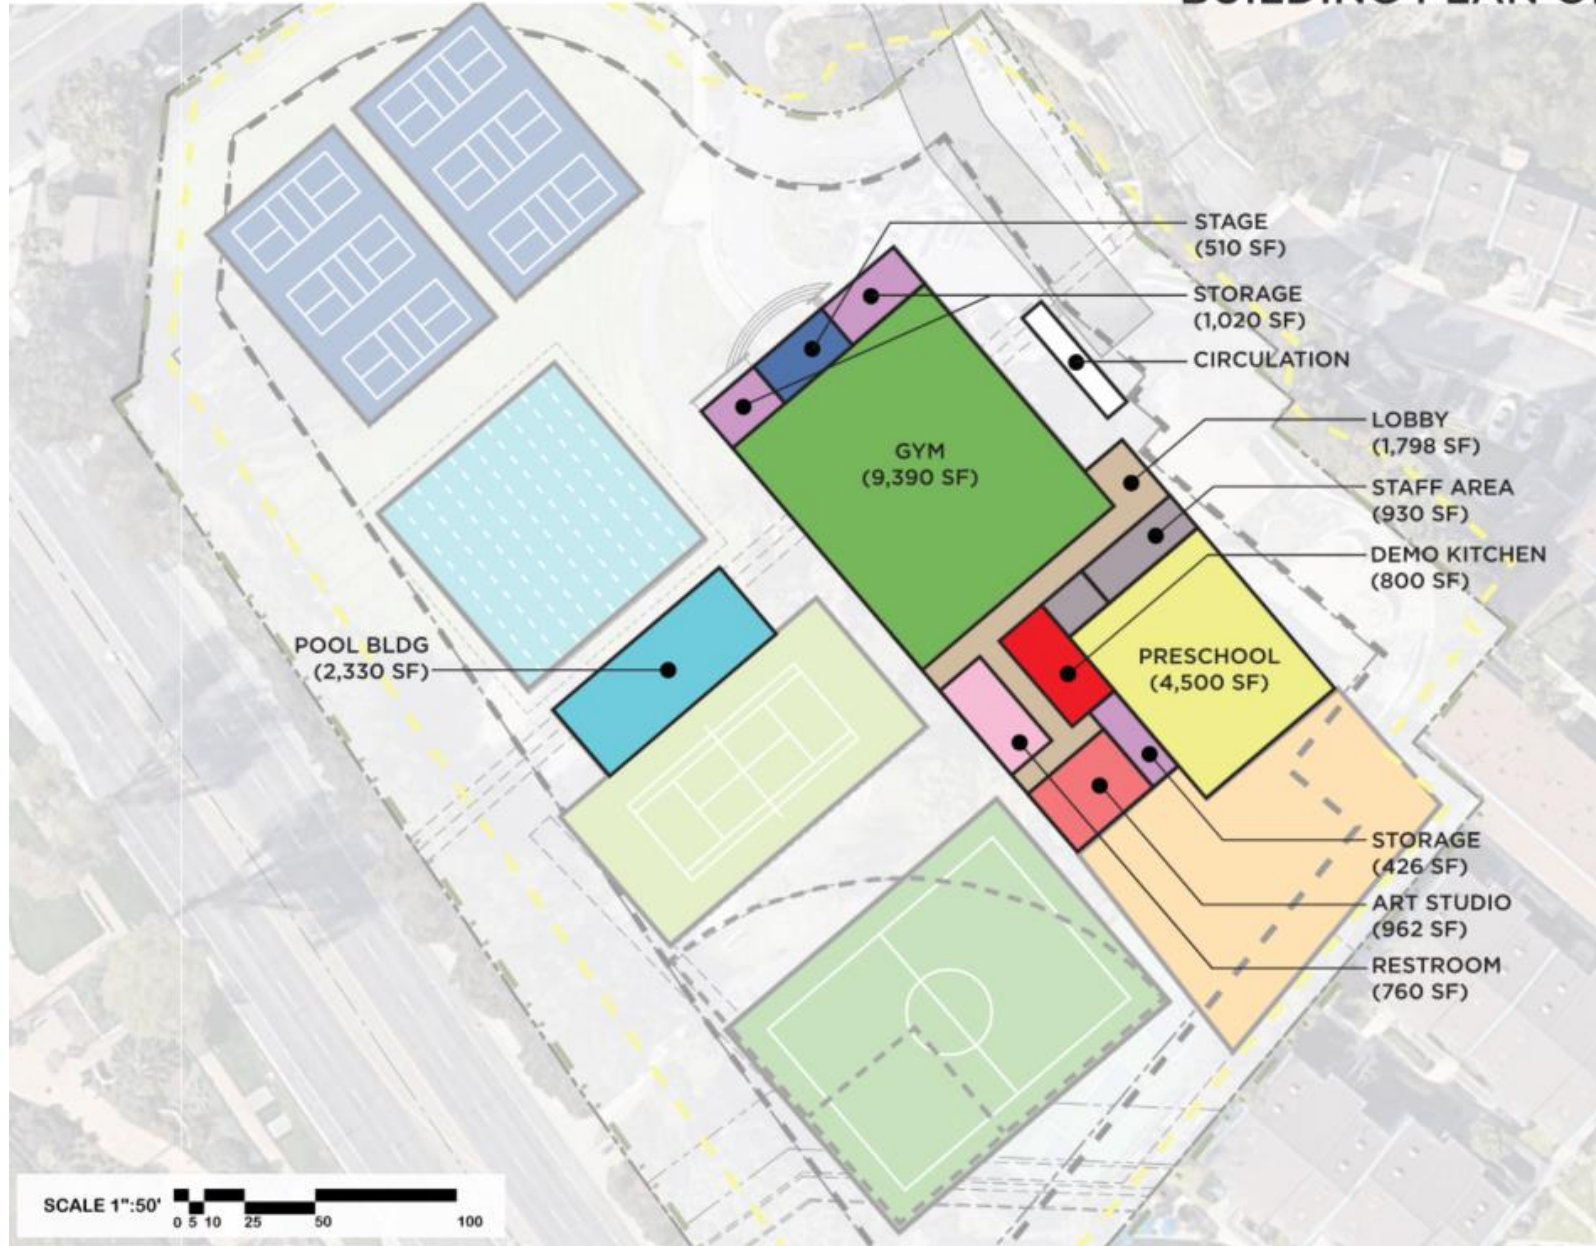 BUILDING PLAN
STAGE
(510 SF)
STORAGE
(1,020 SF)
CIRCULATION
LOBBY
(1,798 SF)
STAFF AREA
(930 SF)
DEMO KITCHEN
(800 SF)
GYM
(9,390 SF)
POOL BLDG
(2,330 SF)
PRESCHOOL
(4,500 SF)
STORAGE
(426 SF)
ART STUDIO
(962 SF)
RESTROOM
(760 SF)
SCALE 1":50'
0 5 10 25 50 100